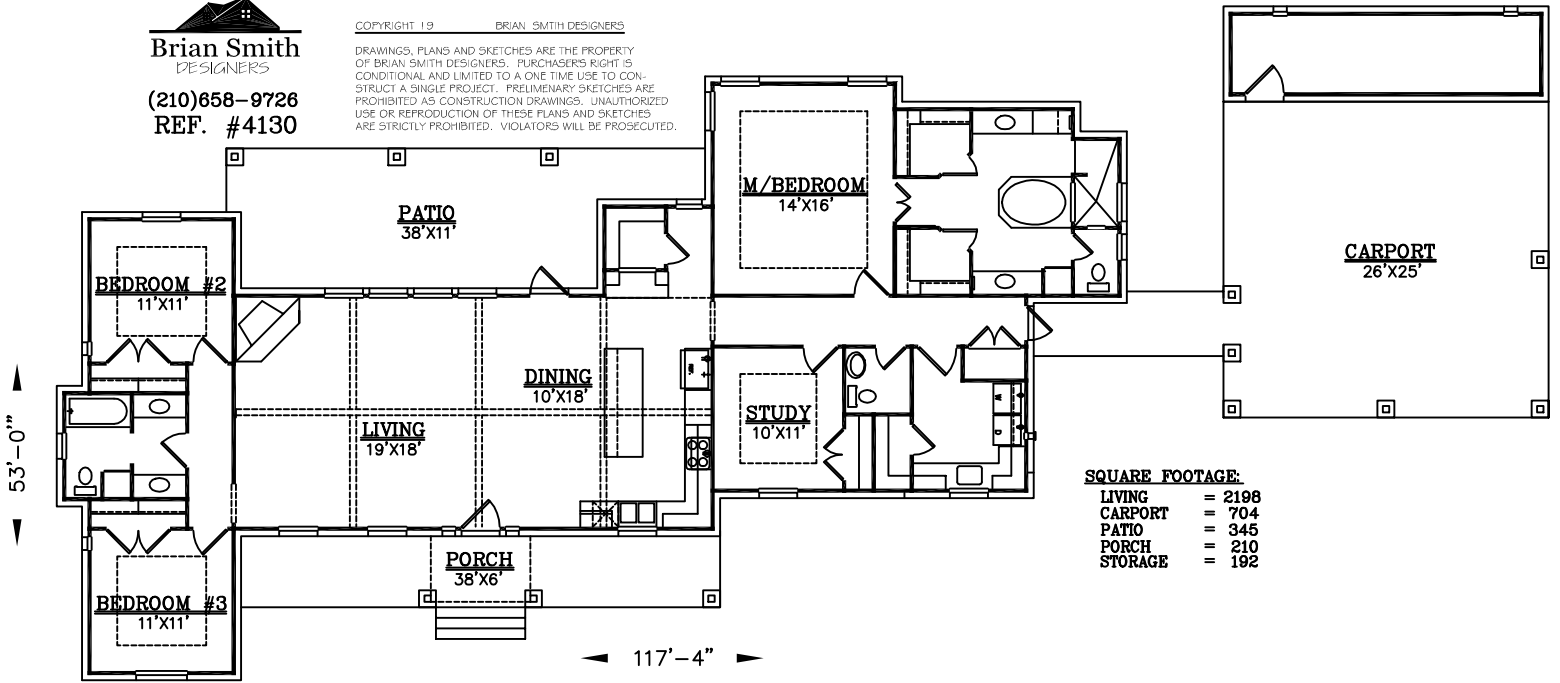 Brian Smith
DESIGNERS
(210)658-9726
REF. #4130
COPYRIGHT 19 BRIAN SMITH DESIGNERS
DRAWINGS, PLANS AND SKETCHES ARE THE PROPERTY
OF BRIAN SMITH DESIGNERS. PURCHASER'S RIGHT IS
CONDITIONAL AND LIMITED TO A ONE TIME USE TO CON-
STRUCT A SINGLE PROJECT. PRELIMENARY SKETCHES ARE
PROHIBITED AS CONSTRUCTION DRAWINGS. UNAUTHORIZED
USE OR REPRODUCTION OF THESE PLANS AND SKETCHES
ARE STRICTLY PROHIBITED. VIOLATORS WILL BE PROSECUTED.
M/BEDROOM
14'X16'
PATIO
38'X11'
CARPORT
26'X25'
BEDROOM #2
11'X11'
DINING
10'X18'
REF.
STUDY
10'X11'
W
D
LIVING
19'X18'
53'-0"'
PORCH
38'X6'
BEDROOM #3
11'X11'
117'-4"
SQUARE FOOTAGE:
LIVING = 2198
CARPORT = 704
PATIO = 345
PORCH = 210
STORAGE = 192